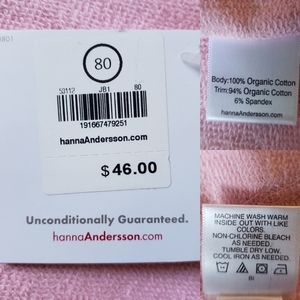 80
53112 JB1 80
191667479251
hannaAndersson.com
$46.00
Unconditionally Guaranteed.
hannaAndersson.com
Body:100% Organic Cotton
Trim:94% Organic Cotton
6% Spandex
hannaAndersson.com
MACHINE WASH WARM
INSIDE OUT WITH LIKE
COLORS.
NON-CHLORINE BLEACH
AS NEEDED,
TUMBLE DRY LOW,
COOL IRON AS NEEDED.
BI